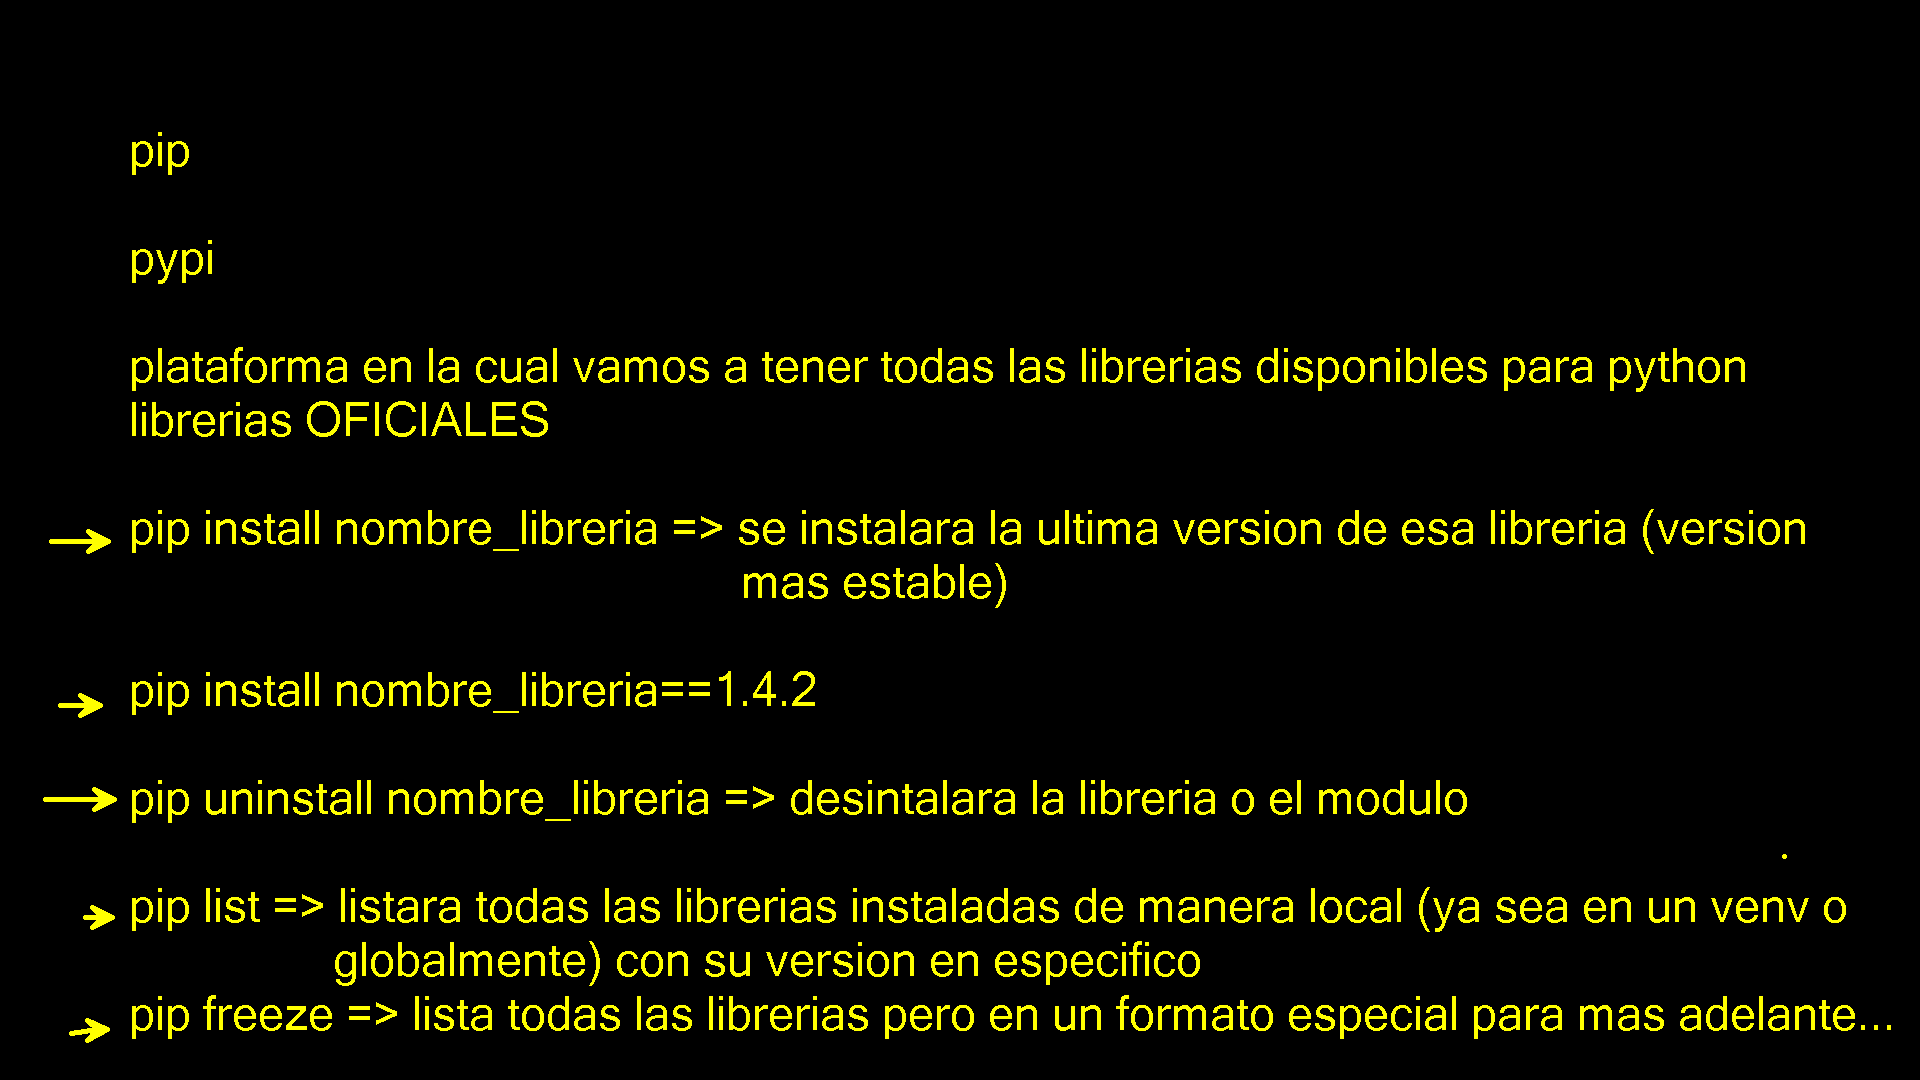 pip
pypi
plataforma en la cual vamos a tener todas las librerias disponibles para python
librerias OFICIALES
pip install nombre_libreria => se instalara la ultima version de esa libreria (version
mas estable)
pip install nombre_libreria==1.4.2
pip uninstall nombre_libreria => desintalara la libreria o el modulo
pip list => listara todas las librerias instaladas de manera local (ya sea en un venv o
globalmente) con su version en especifico
pip freeze => lista todas las librerias pero en un formato especial para mas adelante...